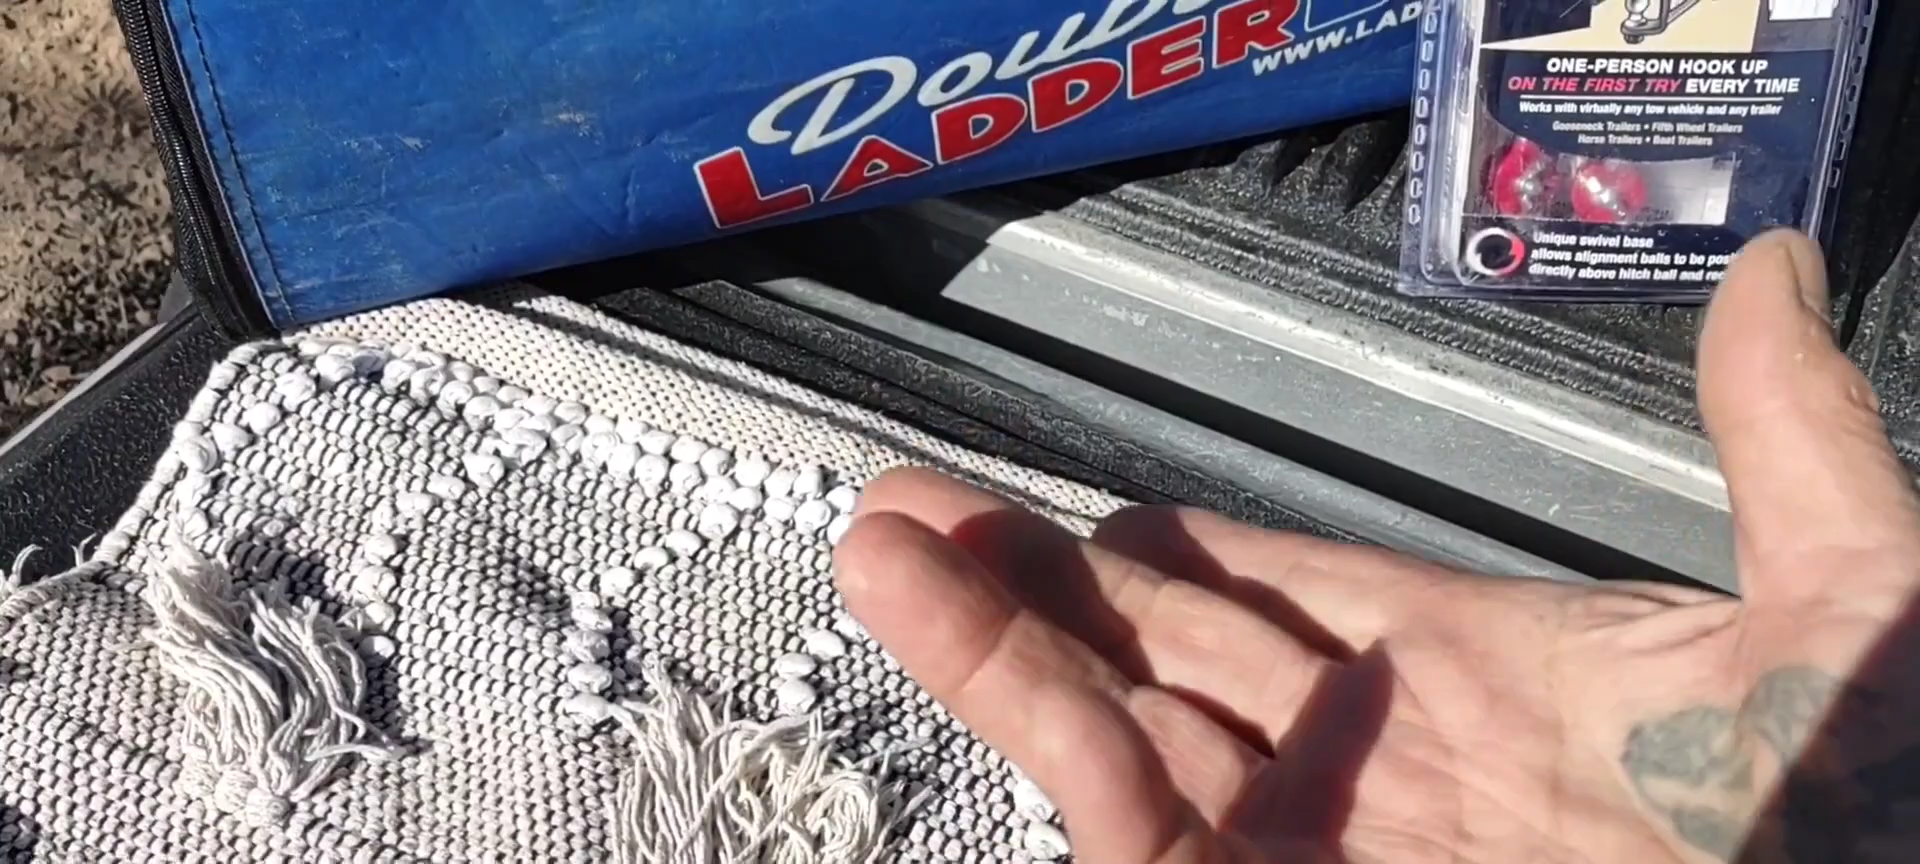 Doub
LADDER
WWW.LAD
ONE-PERSON HOOK UP
ON THE FIRST TRY EVERY TIME
Works with virtually any tow vehicle and any trailer
Gooseneck Trailers • Fifth Wheel Trailers
Horse Trailers • Boat Trailers
Unique swivel base
allows alignment balls to be pos
directly above hitch ball and rec